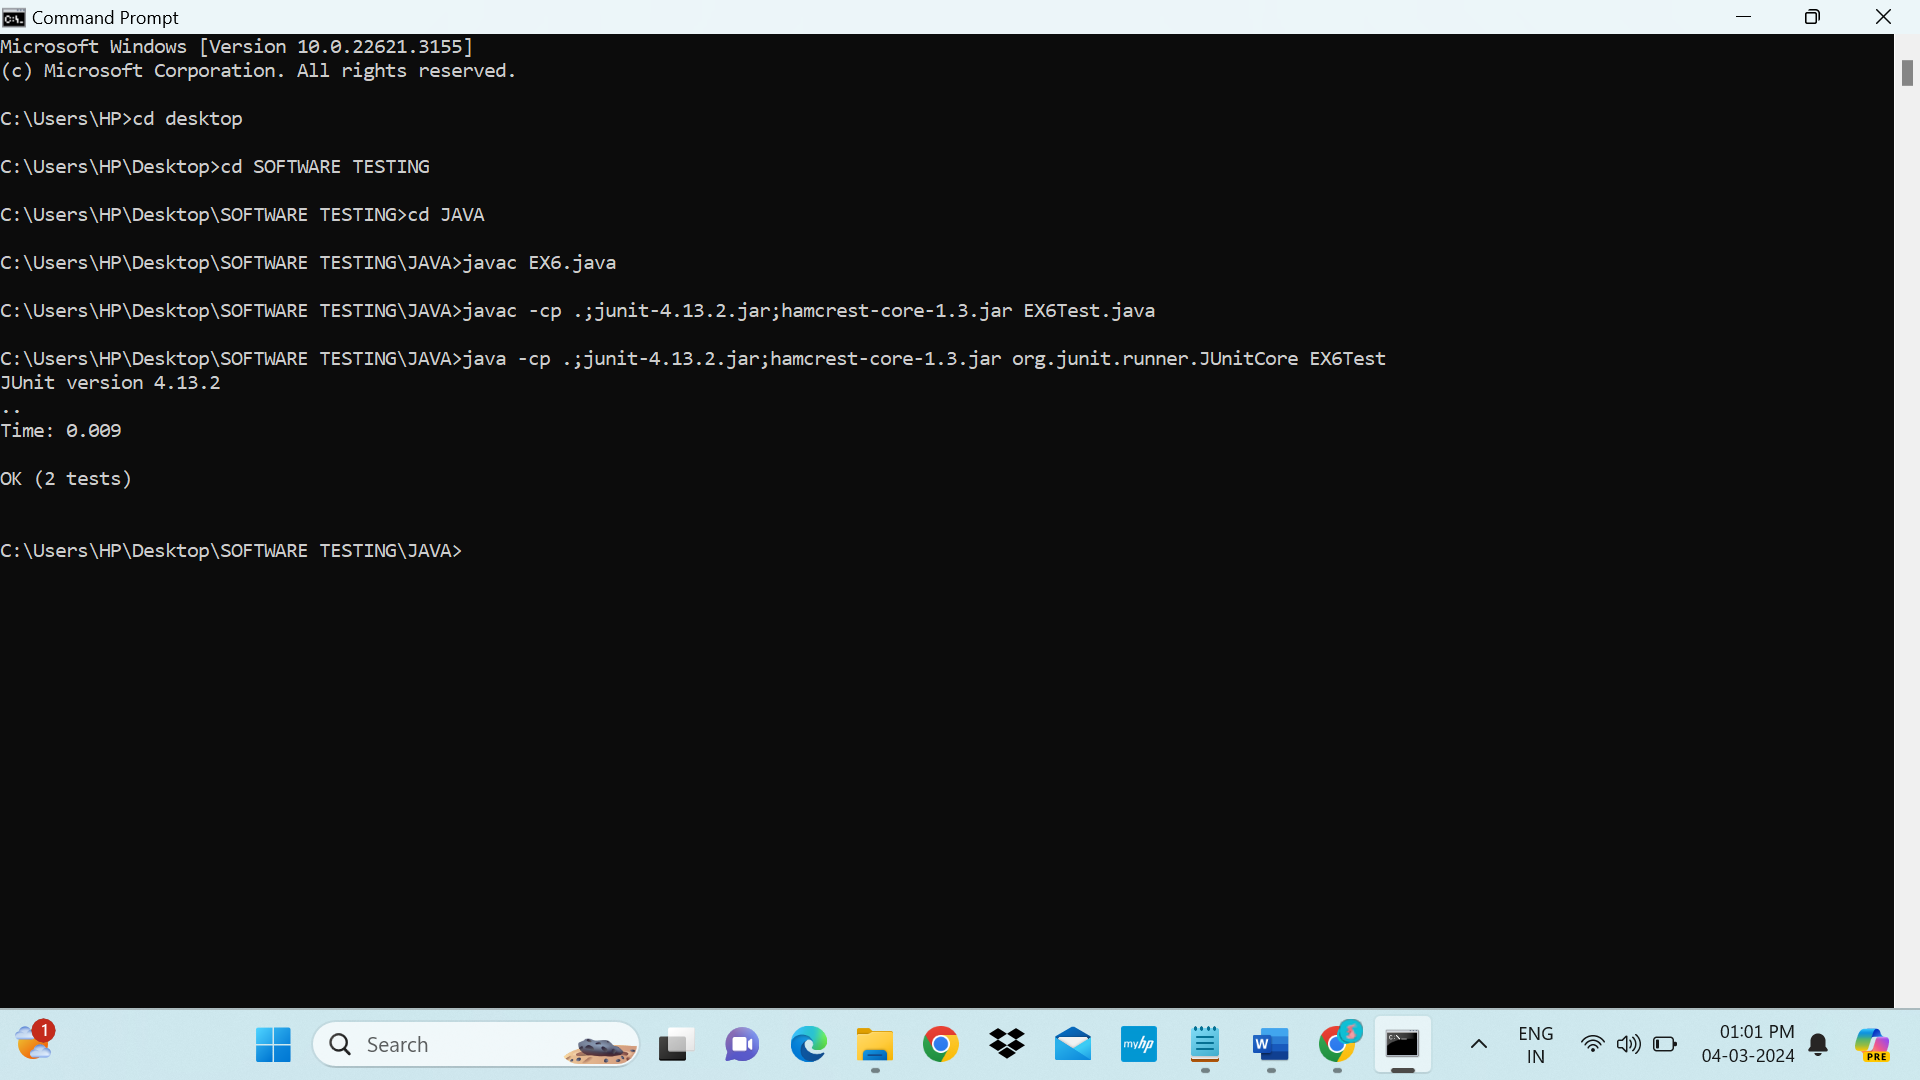 Command Prompt
Microsoft Windows [Version 10.0.22621.3155]
(c) Microsoft Corporation. All rights reserved.
C:\Users\HP>cd desktop
C:\Users\HP\Desktop>cd SOFTWARE TESTING
C:\Users\HP\Desktop\SOFTWARE TESTING>cd JAVA
C:\Users\HP\Desktop\SOFTWARE TESTING\JAVA>javac EX6.java
C:\Users\HP\Desktop\SOFTWARE TESTING\JAVA>javac -cp .;junit-4.13.2.jar;hamcrest-core-1.3.jar EX6Test.java
C:\Users\HP\Desktop\SOFTWARE TESTING\JAVA>java -cp .;junit-4.13.2.jar;hamcrest-core-1.3.jar org.junit.runner.JUnitCore EX6Test
JUnit version 4.13.2
..
Time: 0.009
OK (2 tests)
C:\Users\HP\Desktop\SOFTWARE TESTING\JAVA>
1
Search
myhp
W
S
ENG
IN
01:01 PM
04-03-2024
PRE